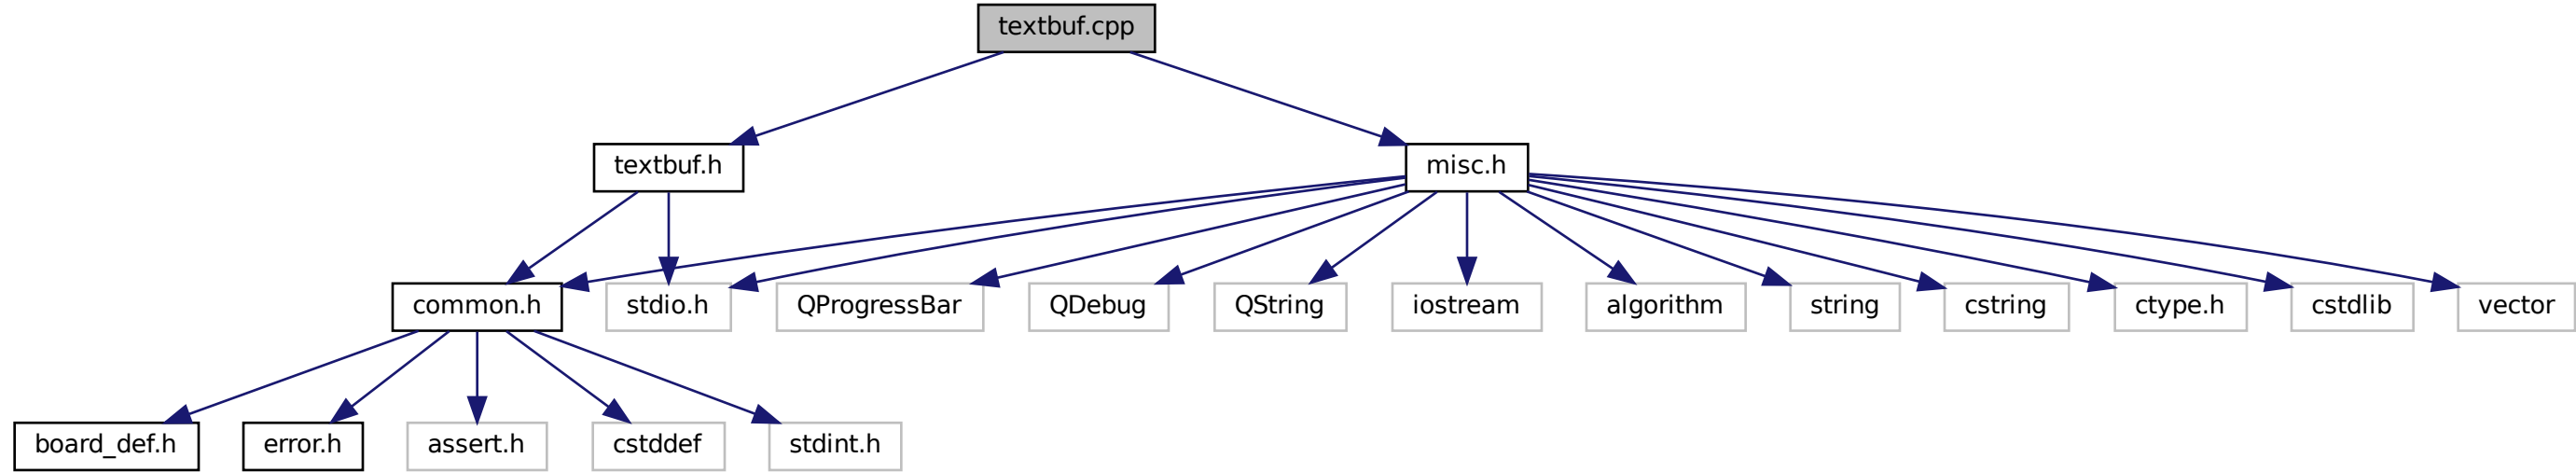 textbuf.cpp
textbuf.h
misc.h
common.h
stdio.h
QProgressBar
QDebug
QString
iostream
algorithm
string
cstring
ctype.h
cstdlib
vector
board_def.h
error.h
assert.h
cstddef
stdint.h